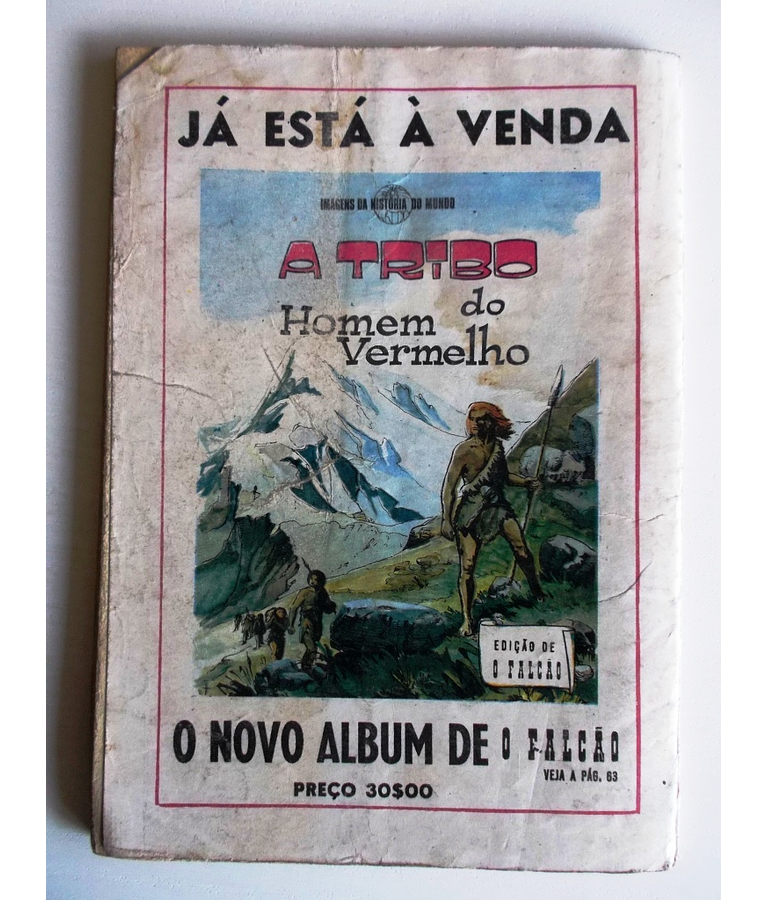 JÁ ESTÁ À VENDA
IMAGENS DA HISTÓRIA DO MUNDO
A TRIBO
do
Homem
Vermelho
EDIÇÃO DE
O FALCÃO
O NOVO ALBUM DE O FALCÃO
VEJA A PÁG. 63
PREÇO 30$00